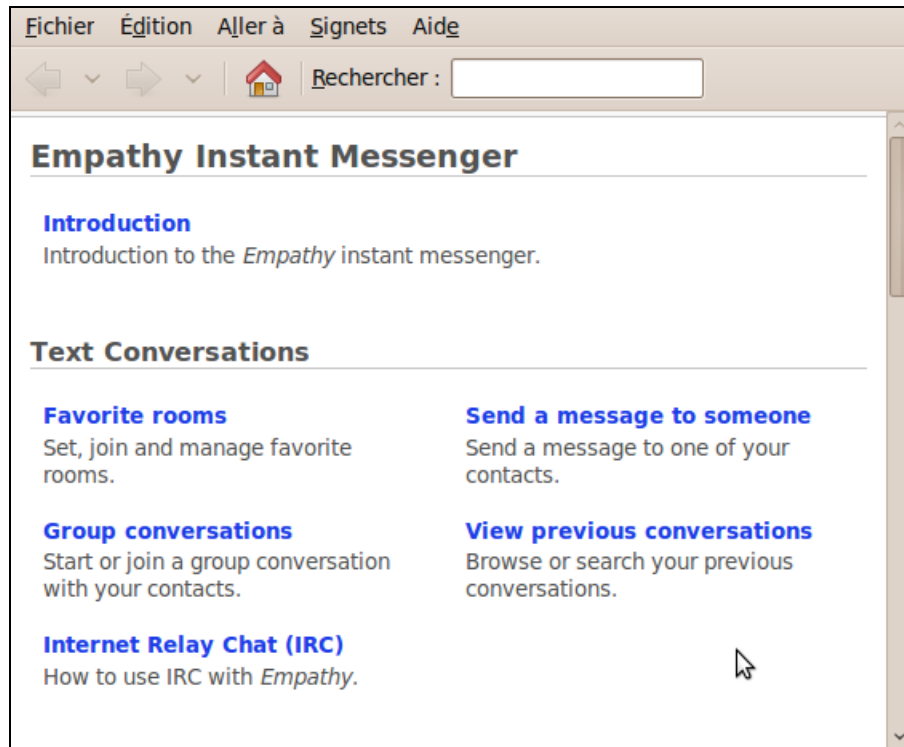 Fichier Édition Aller à Signets Aide
Rechercher :
Empathy Instant Messenger
Introduction
Introduction to the Empathy instant messenger.
Text Conversations
Favorite rooms
Set, join and manage favorite
rooms.
Send a message to someone
Send a message to one of your
contacts.
Group conversations
Start or join a group conversation
with your contacts.
View previous conversations
Browse or search your previous
conversations.
Internet Relay Chat (IRC)
How to use IRC with Empathy.